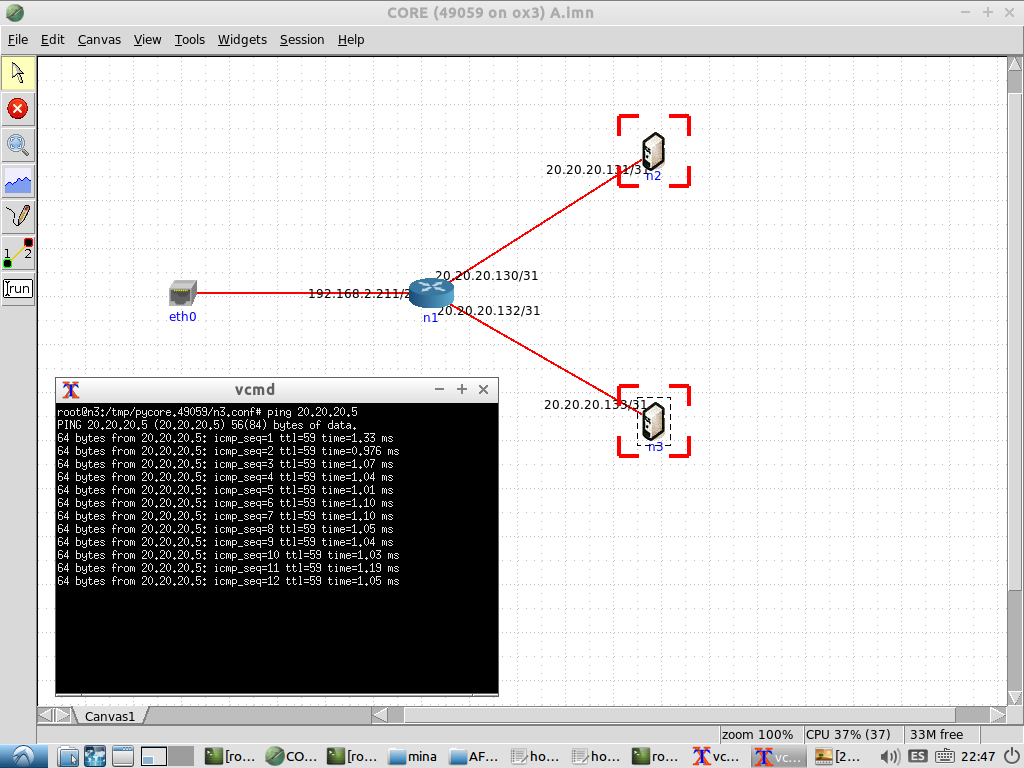 CORE (49059 on ox3) A.imn
File Edit Canvas View Tools Widgets Session Help
20.20.20.131/31
n2
20.20.20.130/31
192.168.2.211/2
eth0
n1
20.20.20.132/31
1 2
run
20.20.20.133/31
n3
vcmd
root@n3:/tmp/pycore.49059/n3.conf# ping 20.20.20.5
PING 20.20.20.5 (20.20.20.5) 56(84) bytes of data.
64 bytes from 20.20.20.5: icmp_seq=1 ttl=59 time=1.33 ms
64 bytes from 20.20.20.5: icmp_seq=2 ttl=59 time=0.976 ms
64 bytes from 20.20.20.5: icmp_seq=3 ttl=59 time=1.07 ms
64 bytes from 20.20.20.5: icmp_seq=4 ttl=59 time=1.04 ms
64 bytes from 20.20.20.5: icmp_seq=5 ttl=59 time=1.01 ms
64 bytes from 20.20.20.5: icmp_seq=6 ttl=59 time=1.10 ms
64 bytes from 20.20.20.5: icmp_seq=7 ttl=59 time=1.10 ms
64 bytes from 20.20.20.5: icmp_seq=8 ttl=59 time=1.05 ms
64 bytes from 20.20.20.5: icmp_seq=9 ttl=59 time=1.04 ms
64 bytes from 20.20.20.5: icmp_seq=10 ttl=59 time=1.03 ms
64 bytes from 20.20.20.5: icmp_seq=11 ttl=59 time=1.19 ms
64 bytes from 20.20.20.5: icmp_seq=12 ttl=59 time=1.05 ms
Canvas1
zoom 100% CPU 37% (37) 33M free
[ro... CO... [ro... mina AF... ho... ho... ro... vc... vc... [2... ES 22:47